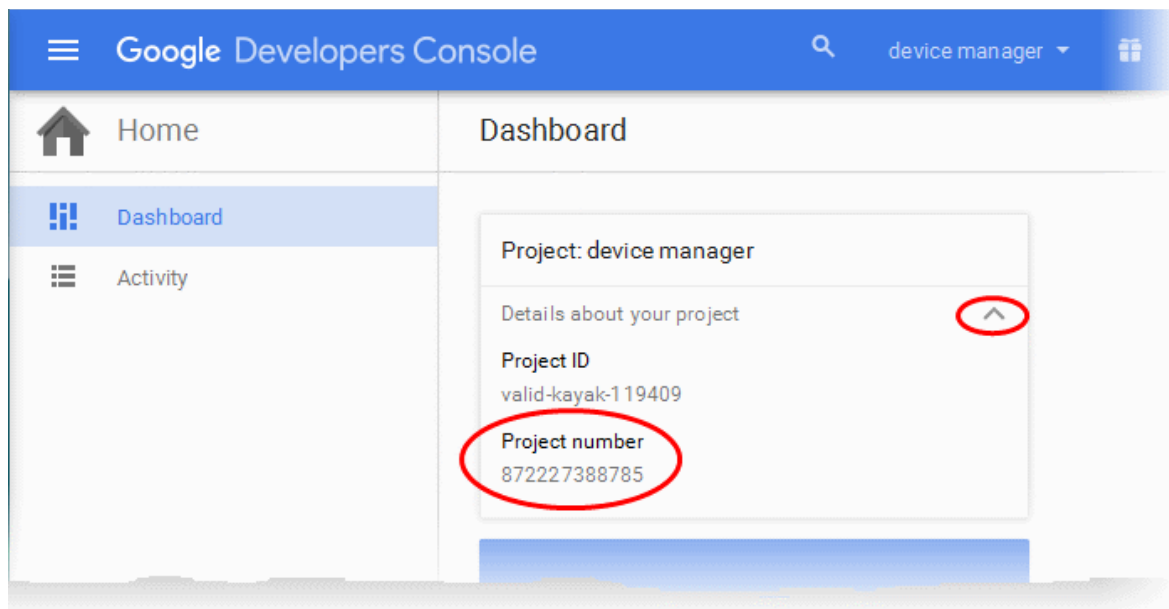 Google Developers Console
device manager
Home
Dashboard
Dashboard
Activity
Project: device manager
Details about your project
Project ID
valid-kayak-119409
Project number
872227388785